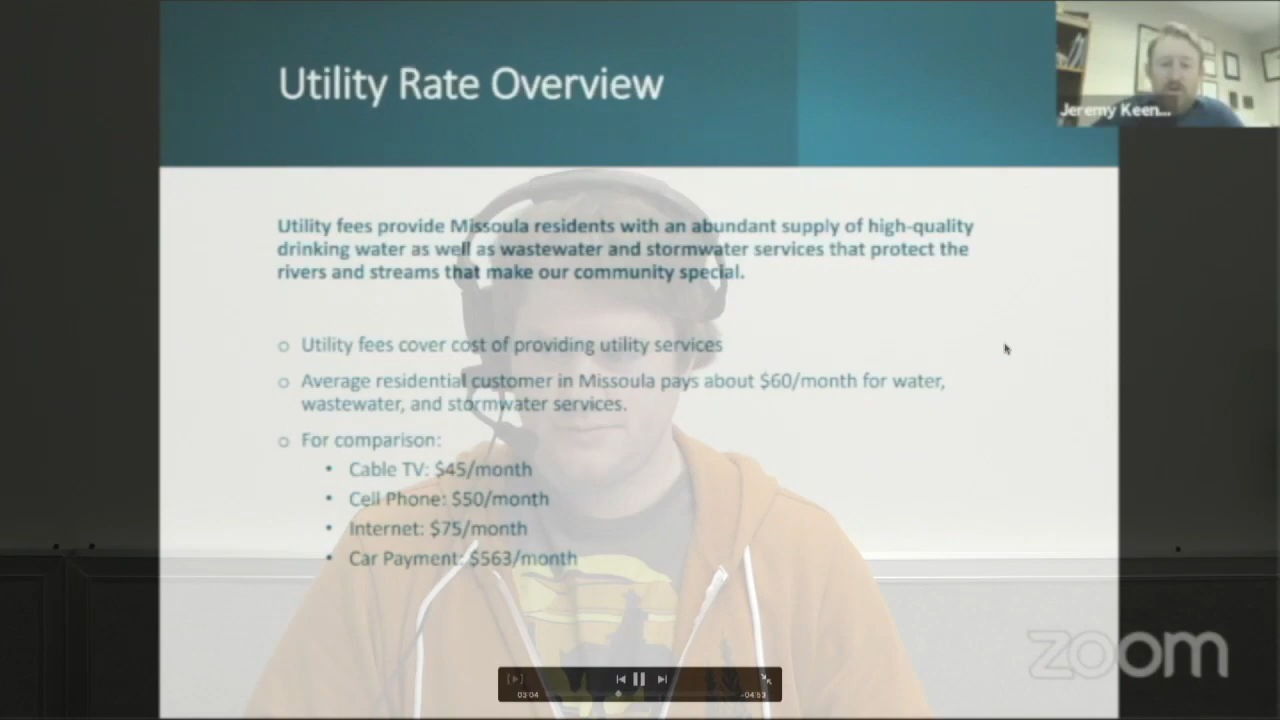 Utility Rate Overview
Jeremy Keen...
Utility fees provide Missoula residents with an abundant supply of high-quality
drinking water as well as wastewater and stormwater services that protect the
rivers and streams that make our community special.
o Utility fees cover cost of providing utility services
o Average residential customer in Missoula pays about $60/month for water,
wastewater, and stormwater services.
o For comparison:
• Cable TV: $45/month
• Cell Phone: $50/month
• Internet: $75/month
• Car Payment: $563/month
zoom
03:04
-04:53